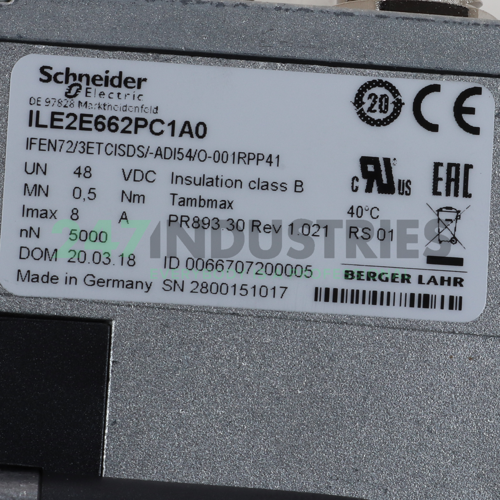 Schneider
Electric
DE 97828 Marktheidenfeld
ILE2E662PC1A0
IFEN72/3ETCISDS/-ADI54/O-001RPP41
UN 48 VDC Insulation class B
MN 0,5 Nm Tambmax 40°C
Imax 8 A PR893.30 Rev 1.021 RS 01
nN 5000
DOM 20.03.18 ID 0066707200005
Made in Germany SN 2800151017
20
CE
c RU US
EAC
BERGER LAHR
247INDUSTRIES